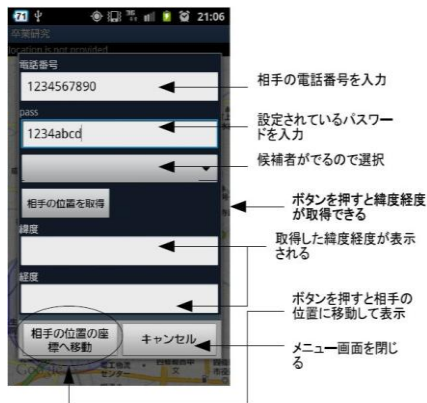 71 21:06
卒業研究
location is not provided
電話番号
1234567890
pass
1234abcd
相手の位置を取得
緯度
経度
相手の位置の座
標へ移動
キャンセル
Google
相手の電話番号を入力
設定されているパスワー
ドを入力
候補者がでるので選択
ボタンを押すと緯度経度
が取得できる
取得した緯度経度が表示
される
ボタンを押すと相手の
位置に移動して表示
メニュー画面を閉じ
る